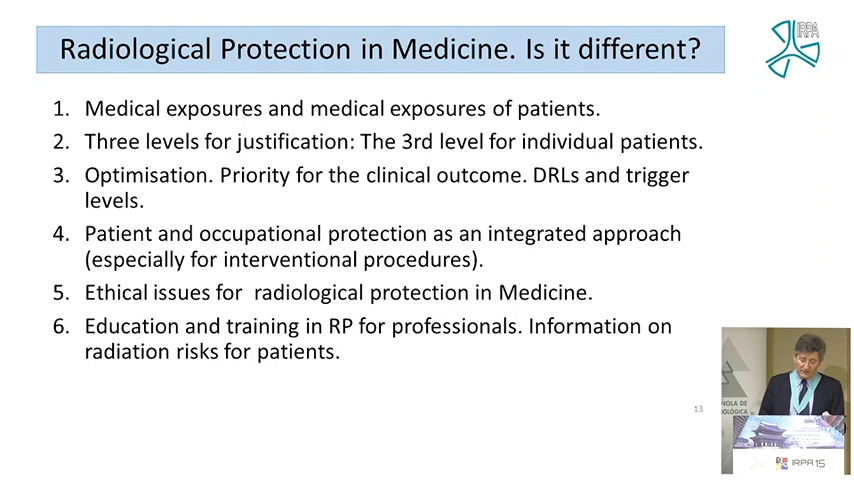 Radiological Protection in Medicine. Is it different?
IRPA
1. Medical exposures and medical exposures of patients.
2. Three levels for justification: The 3rd level for individual patients.
3. Optimisation. Priority for the clinical outcome. DRLs and trigger
levels.
4. Patient and occupational protection as an integrated approach
(especially for interventional procedures).
5. Ethical issues for  radiological protection in Medicine.
6. Education and training in RP for professionals. Information on
radiation risks for patients.
13
IRPA 15